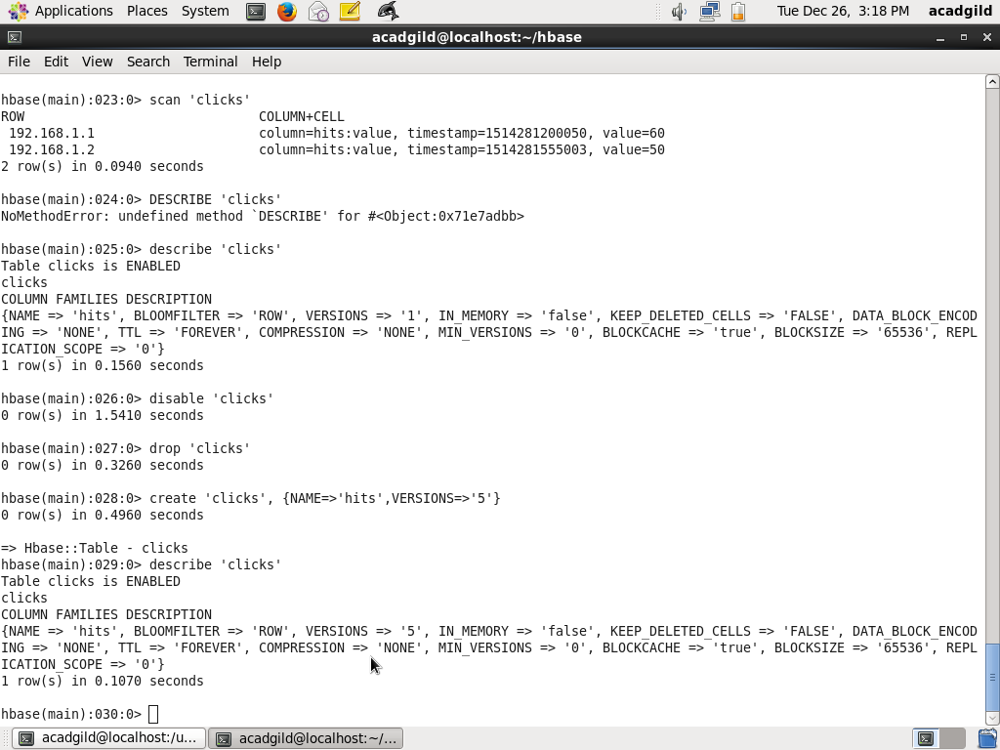 Applications Places System Tue Dec 26, 3:18 PM acadgild
acadgild@localhost:~/hbase
File Edit View Search Terminal Help
hbase(main):023:0> scan 'clicks'
ROW COLUMN+CELL
192.168.1.1 column=hits:value, timestamp=1514281200050, value=60
192.168.1.2 column=hits:value, timestamp=1514281555003, value=50
2 row(s) in 0.0940 seconds
hbase(main):024:0> DESCRIBE 'clicks'
NoMethodError: undefined method `DESCRIBE' for #<Object:0x71e7adbb>
hbase(main):025:0> describe 'clicks'
Table clicks is ENABLED
clicks
COLUMN FAMILIES DESCRIPTION
{NAME => 'hits', BLOOMFILTER => 'ROW', VERSIONS => '1', IN_MEMORY => 'false', KEEP_DELETED_CELLS => 'FALSE', DATA_BLOCK_ENCOD
ING => 'NONE', TTL => 'FOREVER', COMPRESSION => 'NONE', MIN_VERSIONS => '0', BLOCKCACHE => 'true', BLOCKSIZE => '65536', REPL
ICATION_SCOPE => '0'}
1 row(s) in 0.1560 seconds
hbase(main):026:0> disable 'clicks'
0 row(s) in 1.5410 seconds
hbase(main):027:0> drop 'clicks'
0 row(s) in 0.3260 seconds
hbase(main):028:0> create 'clicks', {NAME=>'hits',VERSIONS=>'5'}
0 row(s) in 0.4960 seconds
=> Hbase::Table - clicks
hbase(main):029:0> describe 'clicks'
Table clicks is ENABLED
clicks
COLUMN FAMILIES DESCRIPTION
{NAME => 'hits', BLOOMFILTER => 'ROW', VERSIONS => '5', IN_MEMORY => 'false', KEEP_DELETED_CELLS => 'FALSE', DATA_BLOCK_ENCOD
ING => 'NONE', TTL => 'FOREVER', COMPRESSION => 'NONE', MIN_VERSIONS => '0', BLOCKCACHE => 'true', BLOCKSIZE => '65536', REPL
ICATION_SCOPE => '0'}
1 row(s) in 0.1070 seconds
hbase(main):030:0>
acadgild@localhost:/u... acadgild@localhost:~/...